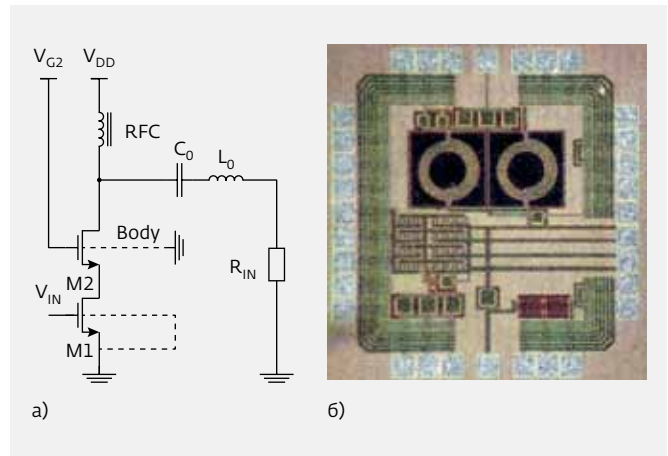 V_G2 V_DD
RFC
C_0 L_0
Body
R_IN
M2
V_IN
M1
а) б)